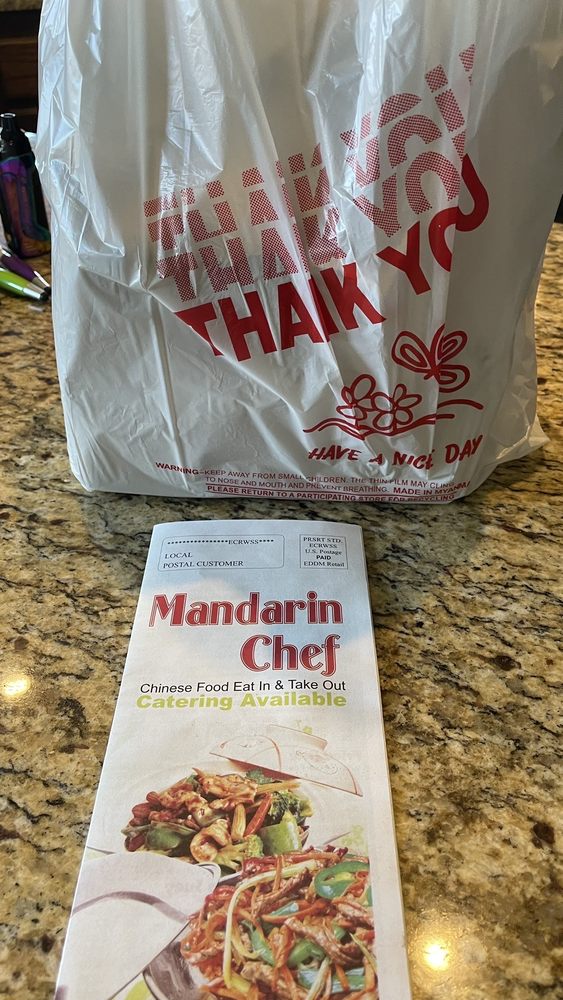 THANK YOU
THANK YOU
THANK YOU
HAVE A NICE DAY
WARNING-KEEP AWAY FROM SMALL CHILDREN. THE THIN FILM MAY CLING
TO NOSE AND MOUTH AND PREVENT BREATHING. MADE IN MYANMAR
PLEASE RETURN TO A PARTICIPATING STORE FOR RECYCLING
******************ECRWSS****
LOCAL
POSTAL CUSTOMER
PRSRT STD.
ECRWSS
U.S. Postage
PAID
EDDM Retail
Mandarin
Chef
Chinese Food Eat In & Take Out
Catering Available